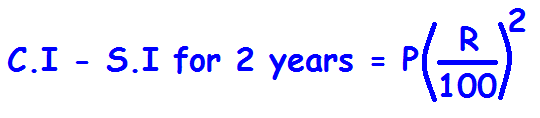 C.I - S.I for 2 years = P(R/100)²